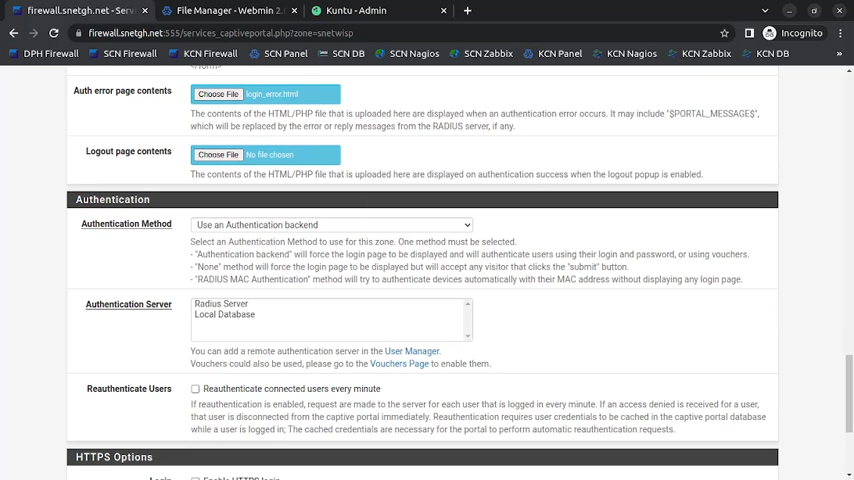 firewall.snetgh.net - Servi
File Manager - Webmin 2.
Kuntu - Admin
firewall.snetgh.net:555/services_captiveportal.php?zone=snetwisp
Incognito
DPH Firewall
SCN Firewall
KCN Firewall
SCN Panel
SCN DB
SCN Nagios
SCN Zabbix
KCN Panel
KCN Nagios
KCN Zabbix
KCN DB
Auth error page contents
Choose File login_error.html
The contents of the HTML/PHP file that is uploaded here are displayed when an authentication error occurs. It may include "$PORTAL_MESSAGE$",
which will be replaced by the error or reply messages from the RADIUS server, if any.
Logout page contents
Choose File No file chosen
The contents of the HTML/PHP file that is uploaded here are displayed on authentication success when the logout popup is enabled.
Authentication
Authentication Method
Use an Authentication backend
Select an Authentication Method to use for this zone. One method must be selected.
- "Authentication backend" will force the login page to be displayed and will authenticate users using their login and password, or using vouchers.
- "None" method will force the login page to be displayed but will accept any visitor that clicks the "submit" button.
- "RADIUS MAC Authentication" method will try to authenticate devices automatically with their MAC address without displaying any login page.
Authentication Server
Radius Server
Local Database
You can add a remote authentication server in the User Manager.
Vouchers could also be used, please go to the Vouchers Page to enable them.
Reauthenticate Users
Reauthenticate connected users every minute
If reauthentication is enabled, request are made to the server for each user that is logged in every minute. If an access denied is received for a user,
that user is disconnected from the captive portal immediately. Reauthentication requires user credentials to be cached in the captive portal database
while a user is logged in; The cached credentials are necessary for the portal to perform automatic reauthentication requests.
HTTPS Options
Login
Enable HTTPS login